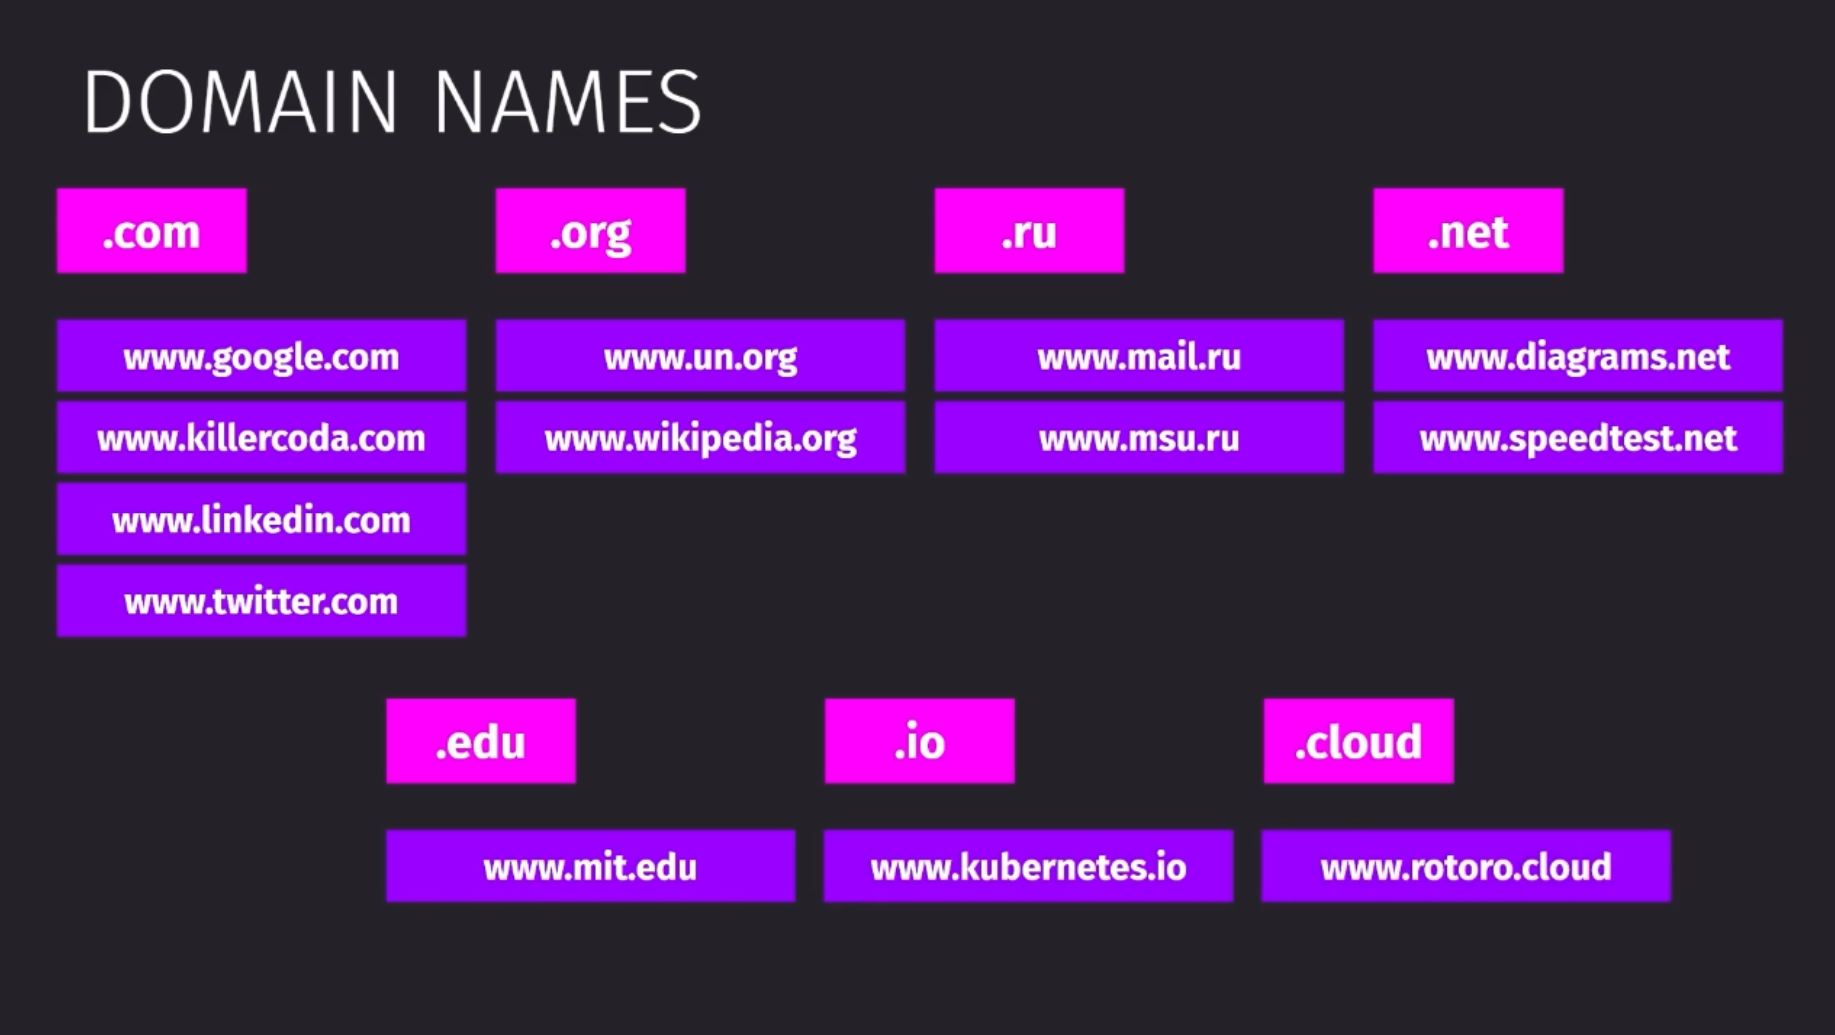 DOMAIN NAMES
.com
.org
.ru
.net
www.google.com
www.un.org
www.mail.ru
www.diagrams.net
www.killercoda.com
www.wikipedia.org
www.msu.ru
www.speedtest.net
www.linkedin.com
www.twitter.com
.edu
.io
.cloud
www.mit.edu
www.kubernetes.io
www.rotoro.cloud